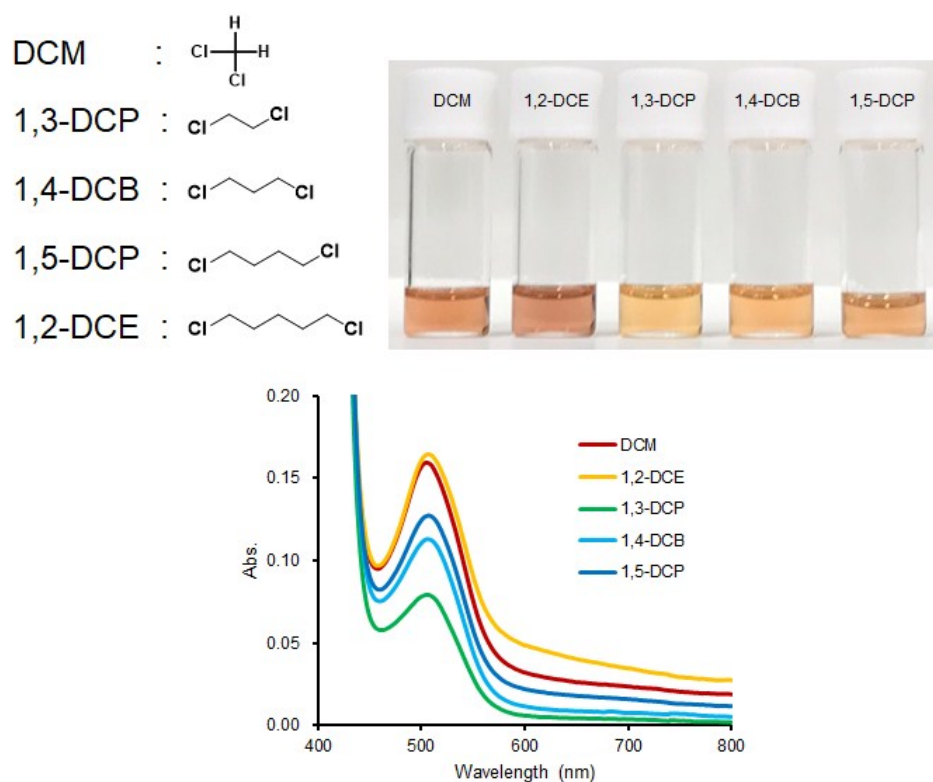 DCM :
H
Cl
H
Cl
1,3-DCP :
Cl
Cl
1,4-DCB :
Cl
Cl
1,5-DCP :
Cl
Cl
1,2-DCE :
Cl
Cl
DCM 1,2-DCE 1,3-DCP 1,4-DCB 1,5-DCP
0.20
0.15
0.10
0.05
0.00
Abs.
400 500 600 700 800
Wavelength (nm)
DCM
1,2-DCE
1,3-DCP
1,4-DCB
1,5-DCP